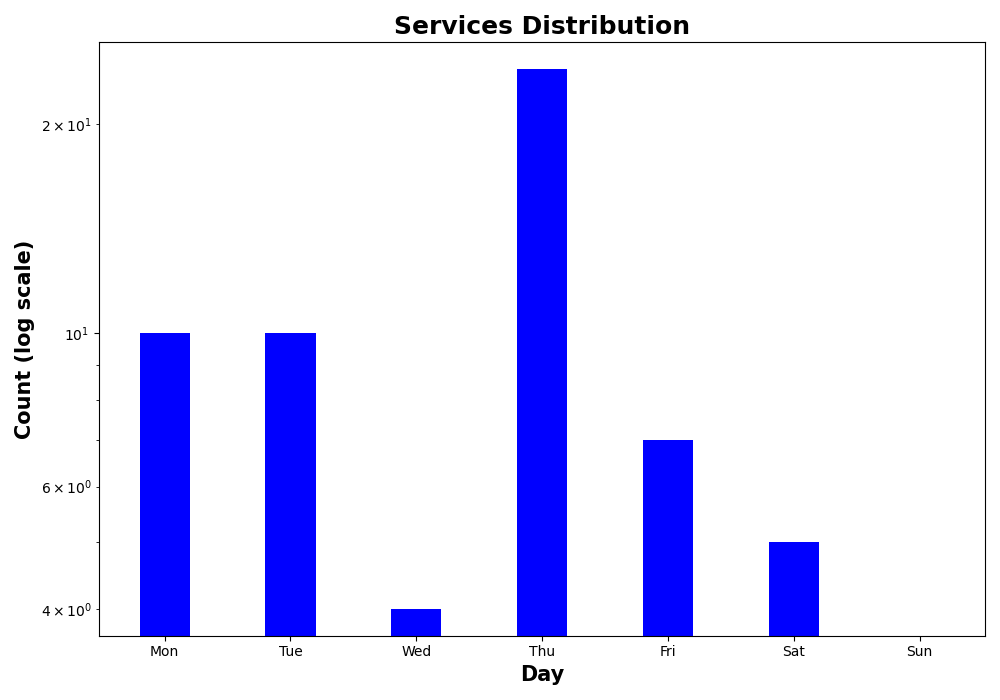 Services Distribution
2 × 10¹
10¹
6 × 10⁰
4 × 10⁰
Count (log scale)
Mon Tue Wed Thu Fri Sat Sun
Day